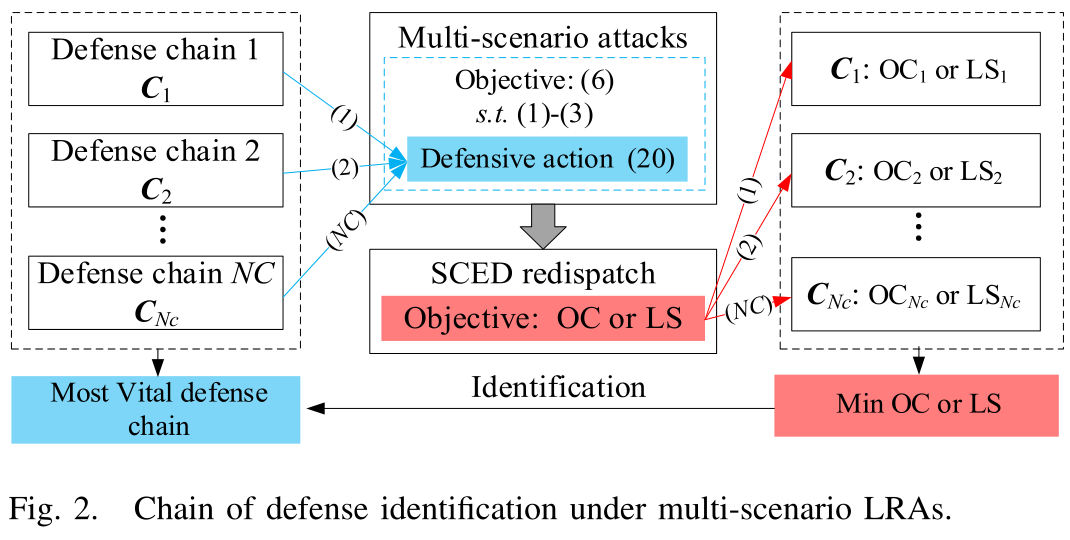 Defense chain 1
C1
Defense chain 2
C2
⋮
Defense chain NC
CNc
Most Vital defense
chain
(1)
(2)
(NC)
Multi-scenario attacks
Objective: (6)
s.t. (1)-(3)
Defensive action (20)
SCED redispatch
Objective: OC or LS
(1)
(2)
(NC)
C1: OC1 or LS1
C2: OC2 or LS2
⋮
CNc: OCNc or LSNc
Min OC or LS
Identification
Fig. 2. Chain of defense identification under multi-scenario LRAs.